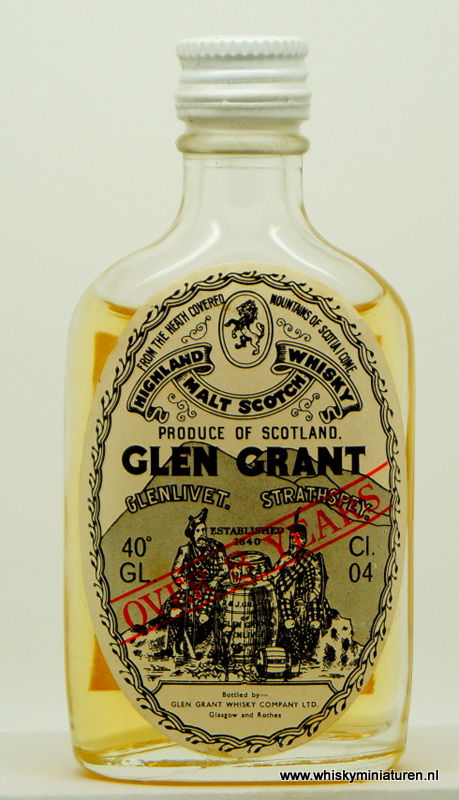 FROM THE HEATH COVERED MOUNTAINS OF SCOTIA I COME
HIGHLAND WHISKY
MALT SCOTCH
PRODUCE OF SCOTLAND.
GLEN GRANT
GLENLIVET. STRATHSPEY.
ESTABLISHED
1840
40° Cl.
GL. 04
OVER YEARS
Bottled by—
GLEN GRANT WHISKY COMPANY LTD.
Glasgow and Rothes
www.whiskyminiaturen.nl